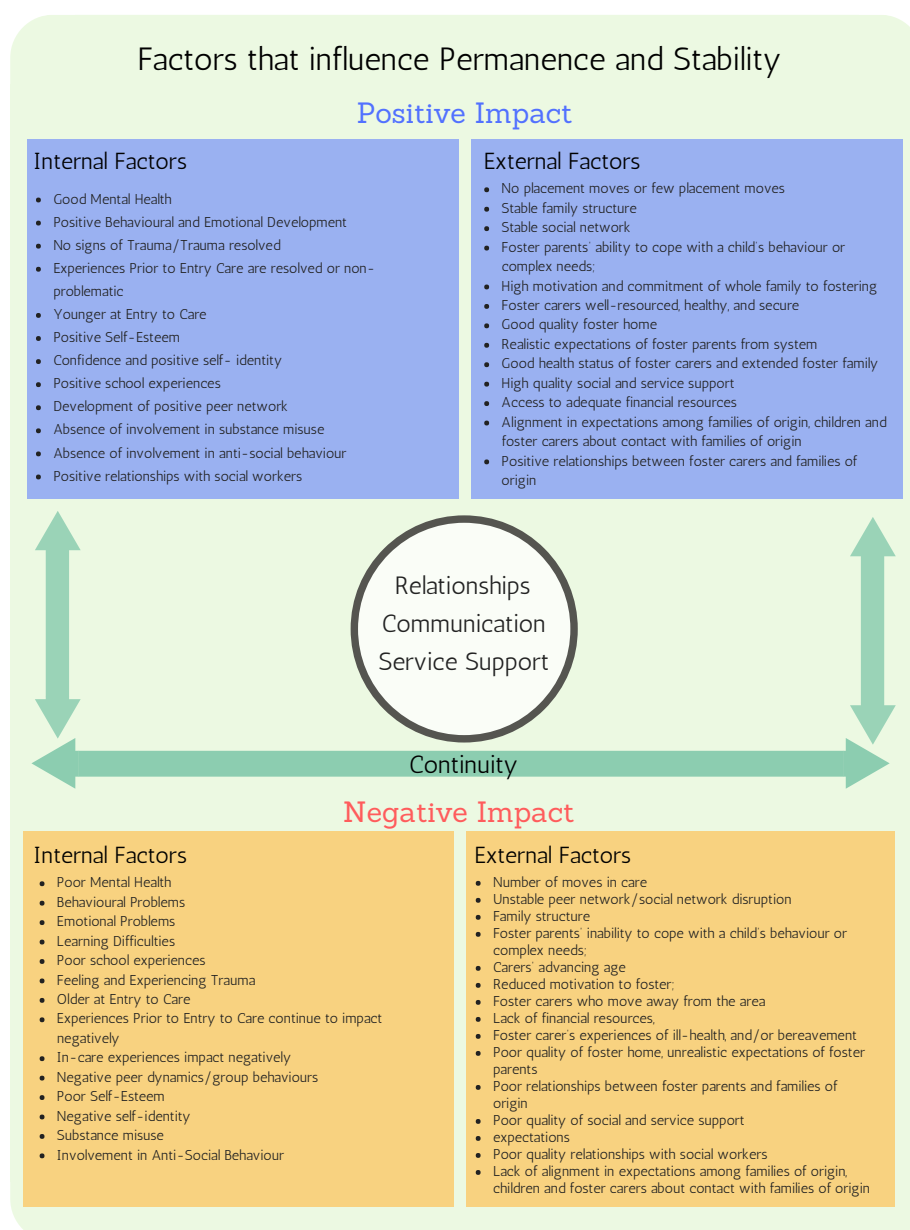 Factors that influence Permanence and Stability
Positive Impact
Internal Factors
• Good Mental Health
• Positive Behavioural and Emotional Development
• No signs of Trauma/Trauma resolved
• Experiences Prior to Entry Care are resolved or non-
problematic
• Younger at Entry to Care
• Positive Self-Esteem
• Confidence and positive self- identity
• Positive school experiences
• Development of positive peer network
• Absence of involvement in substance misuse
• Absence of involvement in anti-social behaviour
• Positive relationships with social workers
External Factors
• No placement moves or few placement moves
• Stable family structure
• Stable social network
• Foster parents' ability to cope with a child's behaviour or
complex needs;
• High motivation and commitment of whole family to fostering
• Foster carers well-resourced, healthy, and secure
• Good quality foster home
• Realistic expectations of foster parents from system
• Good health status of foster carers and extended foster family
• High quality social and service support
• Access to adequate financial resources
• Alignment in expectations among families of origin, children and
foster carers about contact with families of origin
• Positive relationships between foster carers and families of
origin
Relationships
Communication
Service Support
Continuity
Negative Impact
Internal Factors
• Poor Mental Health
• Behavioural Problems
• Emotional Problems
• Learning Difficulties
• Poor school experiences
• Feeling and Experiencing Trauma
• Older at Entry to Care
• Experiences Prior to Entry to Care continue to impact
negatively
• In-care experiences impact negatively
• Negative peer dynamics/group behaviours
• Poor Self-Esteem
• Negative self-identity
• Substance misuse
• Involvement in Anti-Social Behaviour
External Factors
• Number of moves in care
• Unstable peer network/social network disruption
• Family structure
• Foster parents' inability to cope with a child's behaviour or
complex needs;
• Carers' advancing age
• Reduced motivation to foster;
• Foster carers who move away from the area
• Lack of financial resources,
• Foster carer's experiences of ill-health, and/or bereavement
• Poor quality of foster home, unrealistic expectations of foster
parents
• Poor relationships between foster parents and families of
origin
• Poor quality of social and service support
• expectations
• Poor quality relationships with social workers
• Lack of alignment in expectations among families of origin,
children and foster carers about contact with families of origin